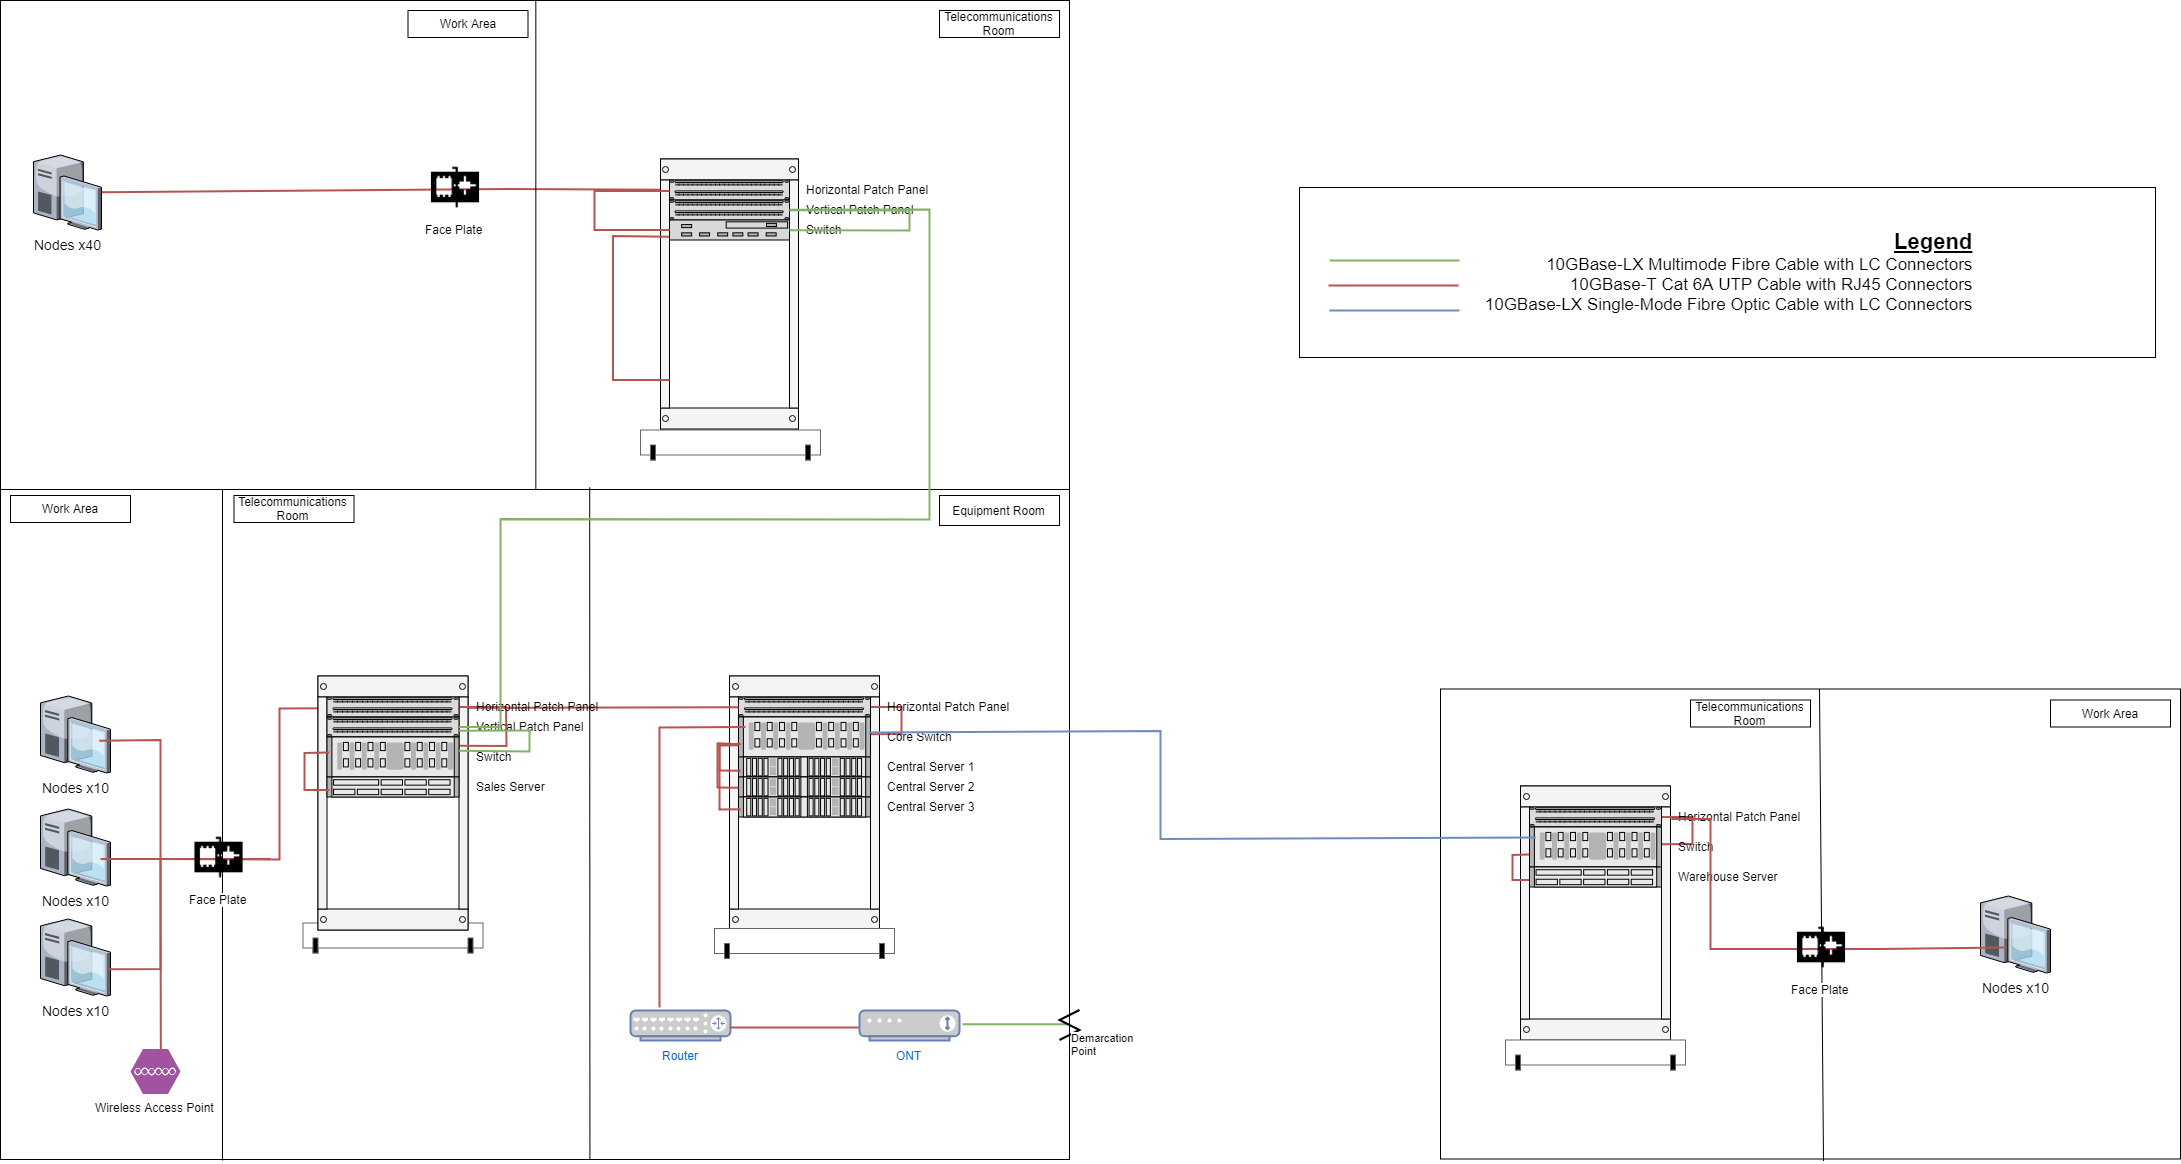 Work Area
Telecommunications
Room
Nodes x40
Face Plate
Horizontal Patch Panel
Vertical Patch Panel
Switch
Legend
10GBase-LX Multimode Fibre Cable with LC Connectors
10GBase-T Cat 6A UTP Cable with RJ45 Connectors
10GBase-LX Single-Mode Fibre Optic Cable with LC Connectors
Work Area
Telecommunications
Room
Equipment Room
Nodes x10
Nodes x10
Nodes x10
Face Plate
Wireless Access Point
Horizontal Patch Panel
Vertical Patch Panel
Switch
Sales Server
Horizontal Patch Panel
Core Switch
Central Server 1
Central Server 2
Central Server 3
Router
ONT
Demarcation
Point
Telecommunications
Room
Work Area
Horizontal Patch Panel
Switch
Warehouse Server
Face Plate
Nodes x10